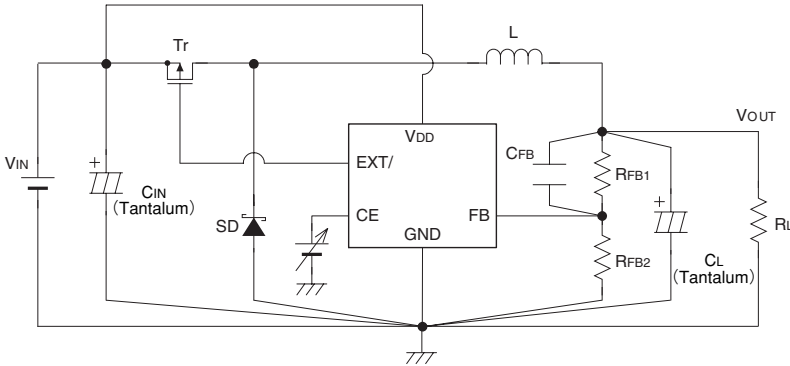 L
Tr
VOUT
VDD
CFB
EXT/
RFB1
VIN
+
CIN
(Tantalum)
+
CE
FB
SD
RL
GND
RFB2
CL
(Tantalum)